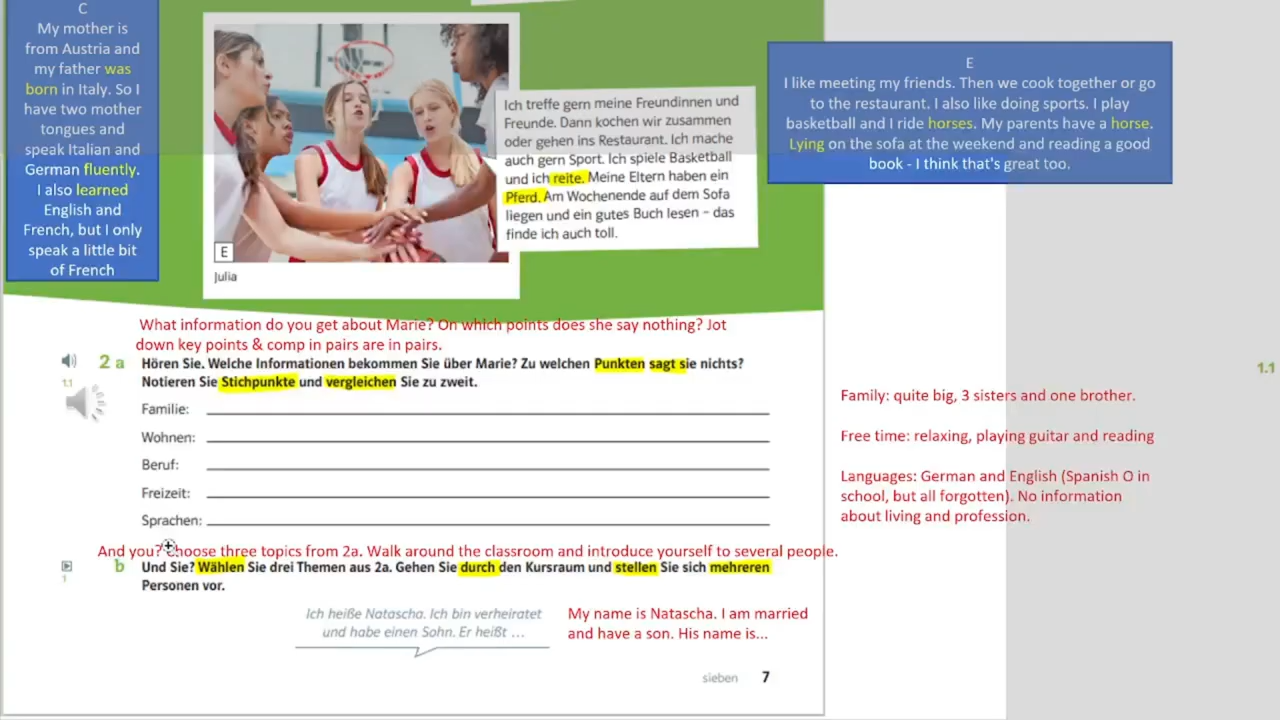 C
My mother is
from Austria and
my father was
born in Italy. So I
have two mother
tongues and
speak Italian and
German fluently.
I also learned
English and
French, but I only
speak a little bit
of French
E
Julia
Ich treffe gern meine Freundinnen und
Freunde. Dann kochen wir zusammen
oder gehen ins Restaurant. Ich mache
auch gern Sport. Ich spiele Basketball
und ich reite. Meine Eltern haben ein
Pferd. Am Wochenende auf dem Sofa
liegen und ein gutes Buch lesen – das
finde ich auch toll.
E
I like meeting my friends. Then we cook together or go
to the restaurant. I also like doing sports. I play
basketball and I ride horses. My parents have a horse.
Lying on the sofa at the weekend and reading a good
book - I think that's great too.
What information do you get about Marie? On which points does she say nothing? Jot
down key points & comp in pairs are in pairs.
2 a Hören Sie. Welche Informationen bekommen Sie über Marie? Zu welchen Punkten sagt sie nichts?
1.1
Notieren Sie Stichpunkte und vergleichen Sie zu zweit.
Familie:
Wohnen:
Beruf:
Freizeit:
Sprachen:
1.1
Family: quite big, 3 sisters and one brother.
Free time: relaxing, playing guitar and reading
Languages: German and English (Spanish O in
school, but all forgotten). No information
about living and profession.
And you? Choose three topics from 2a. Walk around the classroom and introduce yourself to several people.
b Und Sie? Wählen Sie drei Themen aus 2a. Gehen Sie durch den Kursraum und stellen Sie sich mehreren
1
Personen vor.
Ich heiße Natascha. Ich bin verheiratet
und habe einen Sohn. Er heißt …
My name is Natascha. I am married
and have a son. His name is...
sieben 7